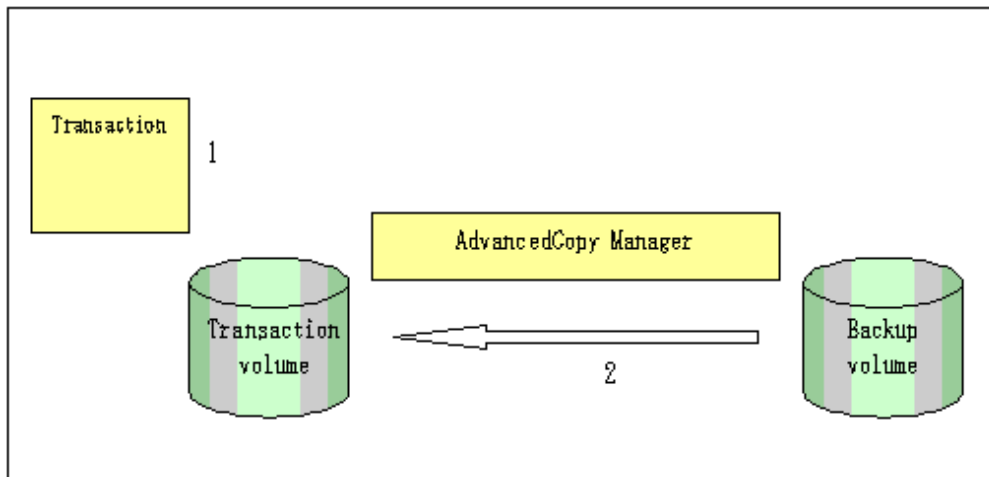 Transaction
1
AdvancedCopy Manager
Transaction
volume
Backup
volume
2